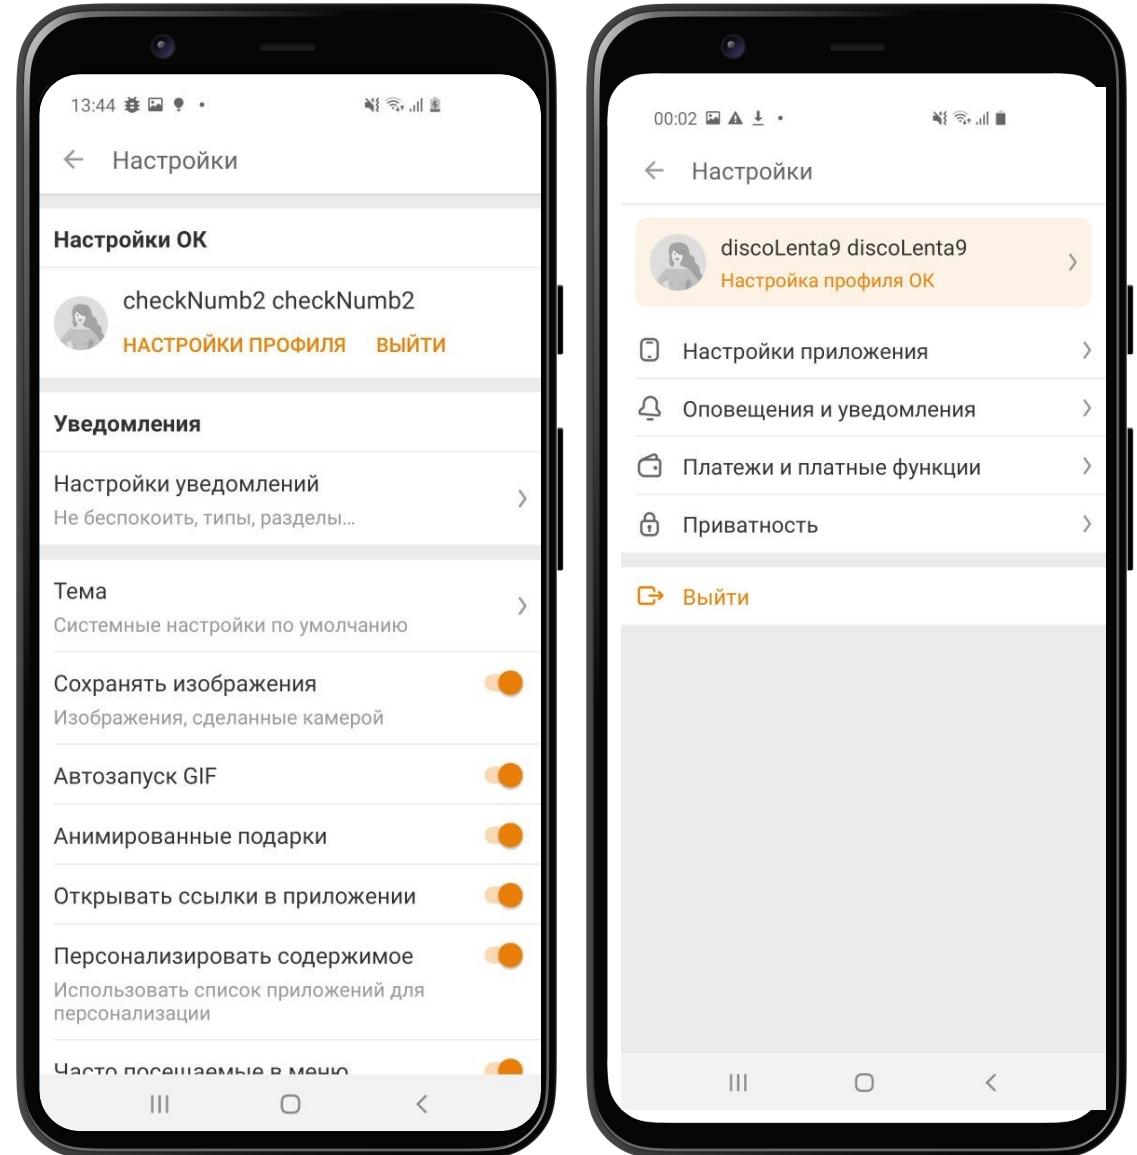 13:44
Настройки
Настройки ОК
checkNumb2 checkNumb2
НАСТРОЙКИ ПРОФИЛЯ ВЫЙТИ
Уведомления
Настройки уведомлений
Не беспокоить, типы, разделы...
Тема
Системные настройки по умолчанию
Сохранять изображения
Изображения, сделанные камерой
Автозапуск GIF
Анимированные подарки
Открывать ссылки в приложении
Персонализировать содержимое
Использовать список приложений для
персонализации
Часто посещаемые в меню
00:02
Настройки
discoLenta9 discoLenta9
Настройка профиля ОК
Настройки приложения
Оповещения и уведомления
Платежи и платные функции
Приватность
Выйти